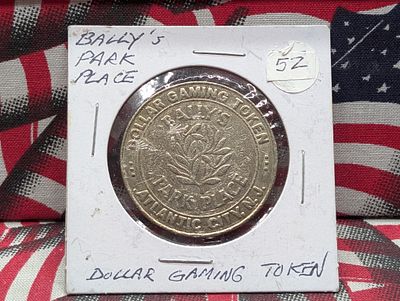 BALLY'S
PARK
PLACE
52
DOLLAR GAMING TOKEN
BALLY'S
PARK PLACE
ATLANTIC CITY, N.J.
DOLLAR GAMING TOKEN